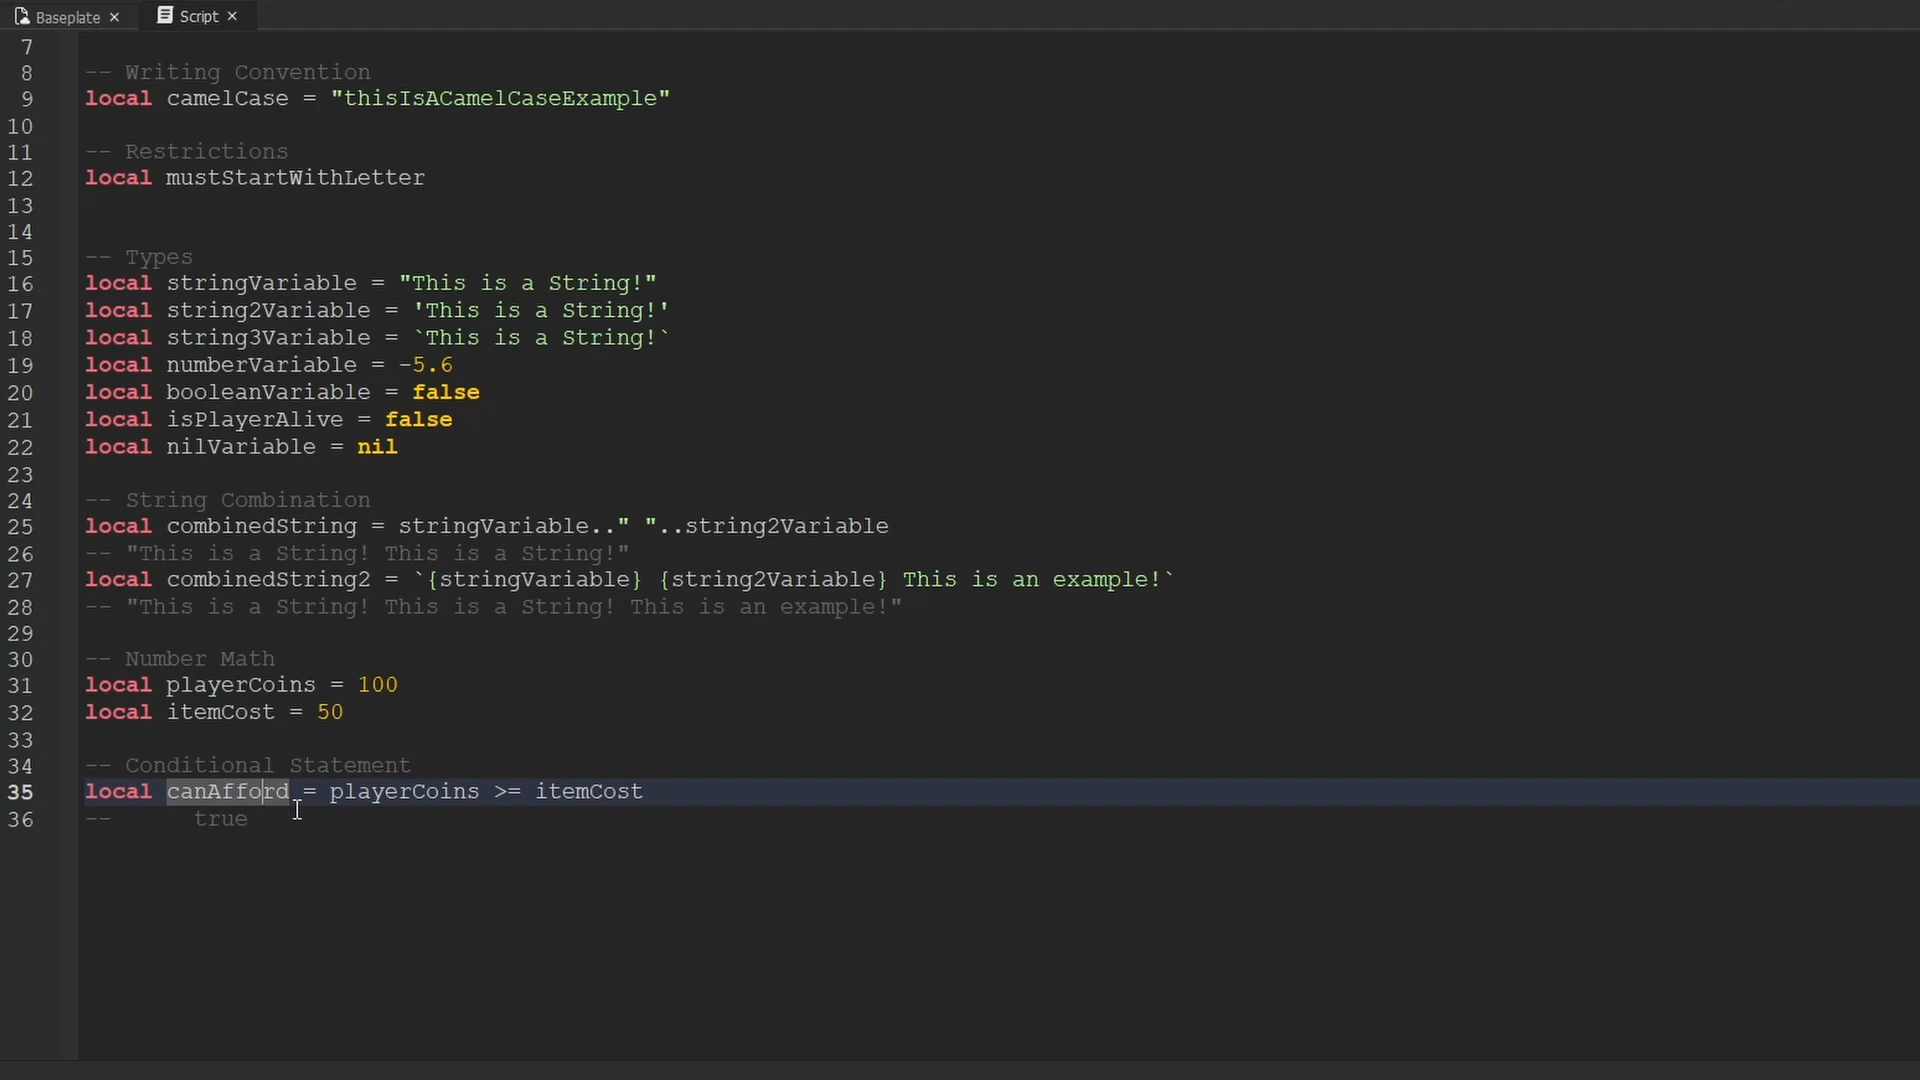 Baseplate × Script ×
7
8 -- Writing Convention
9 local camelCase = "thisIsACamelCaseExample"
10
11 -- Restrictions
12 local mustStartWithLetter
13
14
15 -- Types
16 local stringVariable = "This is a String!"
17 local string2Variable = 'This is a String!'
18 local string3Variable = `This is a String!`
19 local numberVariable = -5.6
20 local booleanVariable = false
21 local isPlayerAlive = false
22 local nilVariable = nil
23
24 -- String Combination
25 local combinedString = stringVariable.." "..string2Variable
26 -- "This is a String! This is a String!"
27 local combinedString2 = `{stringVariable} {string2Variable} This is an example!`
28 -- "This is a String! This is a String! This is an example!"
29
30 -- Number Math
31 local playerCoins = 100
32 local itemCost = 50
33
34 -- Conditional Statement
35 local canAfford = playerCoins >= itemCost
36 --      true